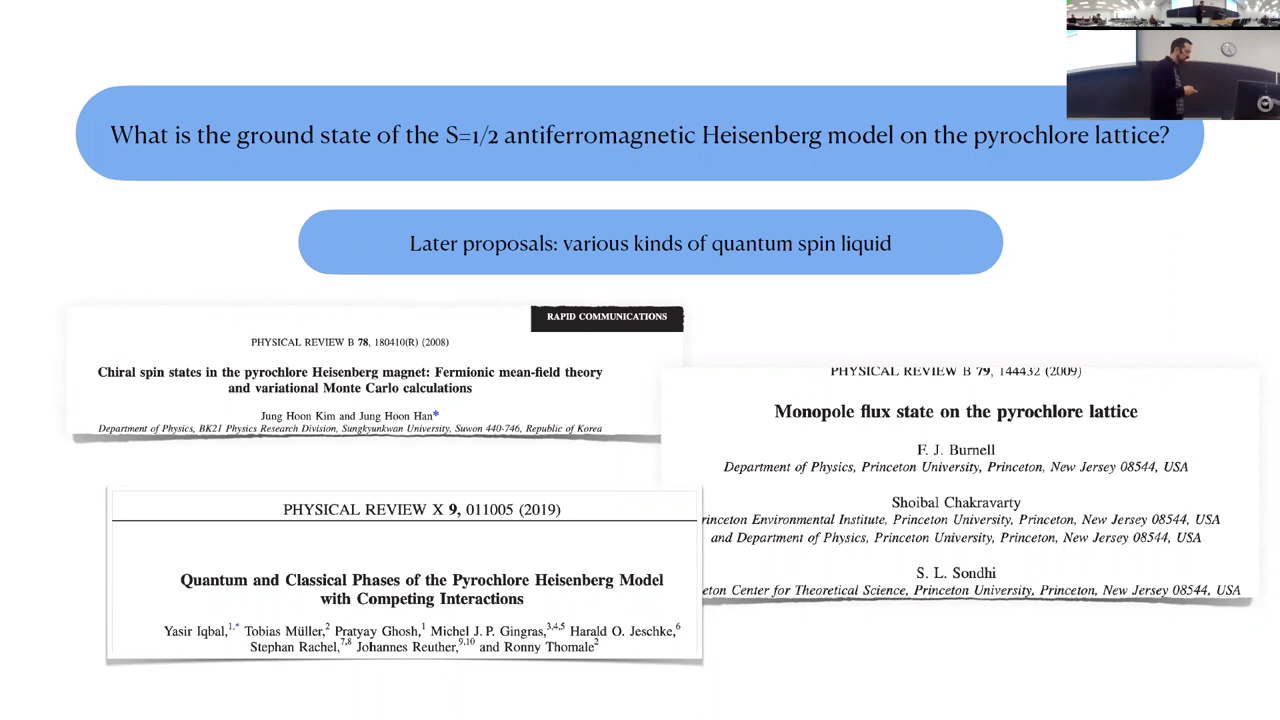 What is the ground state of the S=1/2 antiferromagnetic Heisenberg model on the pyrochlore lattice?
Later proposals: various kinds of quantum spin liquid
RAPID COMMUNICATIONS
PHYSICAL REVIEW B 78, 180410(R) (2008)
Chiral spin states in the pyrochlore Heisenberg magnet: Fermionic mean-field theory
and variational Monte Carlo calculations
Jung Hoon Kim and Jung Hoon Han*
Department of Physics, BK21 Physics Research Division, Sungkyunkwan University, Suwon 440-746, Republic of Korea
PHYSICAL REVIEW B 79, 144432 (2009)
Monopole flux state on the pyrochlore lattice
F. J. Burnell
Department of Physics, Princeton University, Princeton, New Jersey 08544, USA
Shoibal Chakravarty
rinceton Environmental Institute, Princeton University, Princeton, New Jersey 08544, USA
and Department of Physics, Princeton University, Princeton, New Jersey 08544, USA
S. L. Sondhi
eton Center for Theoretical Science, Princeton University, Princeton, New Jersey 08544, USA
PHYSICAL REVIEW X 9, 011005 (2019)
Quantum and Classical Phases of the Pyrochlore Heisenberg Model
with Competing Interactions
Yasir Iqbal,1,* Tobias Müller,2 Pratyay Ghosh,1 Michel J. P. Gingras,3,4,5 Harald O. Jeschke,6
Stephan Rachel,7,8 Johannes Reuther,9,10 and Ronny Thomale2